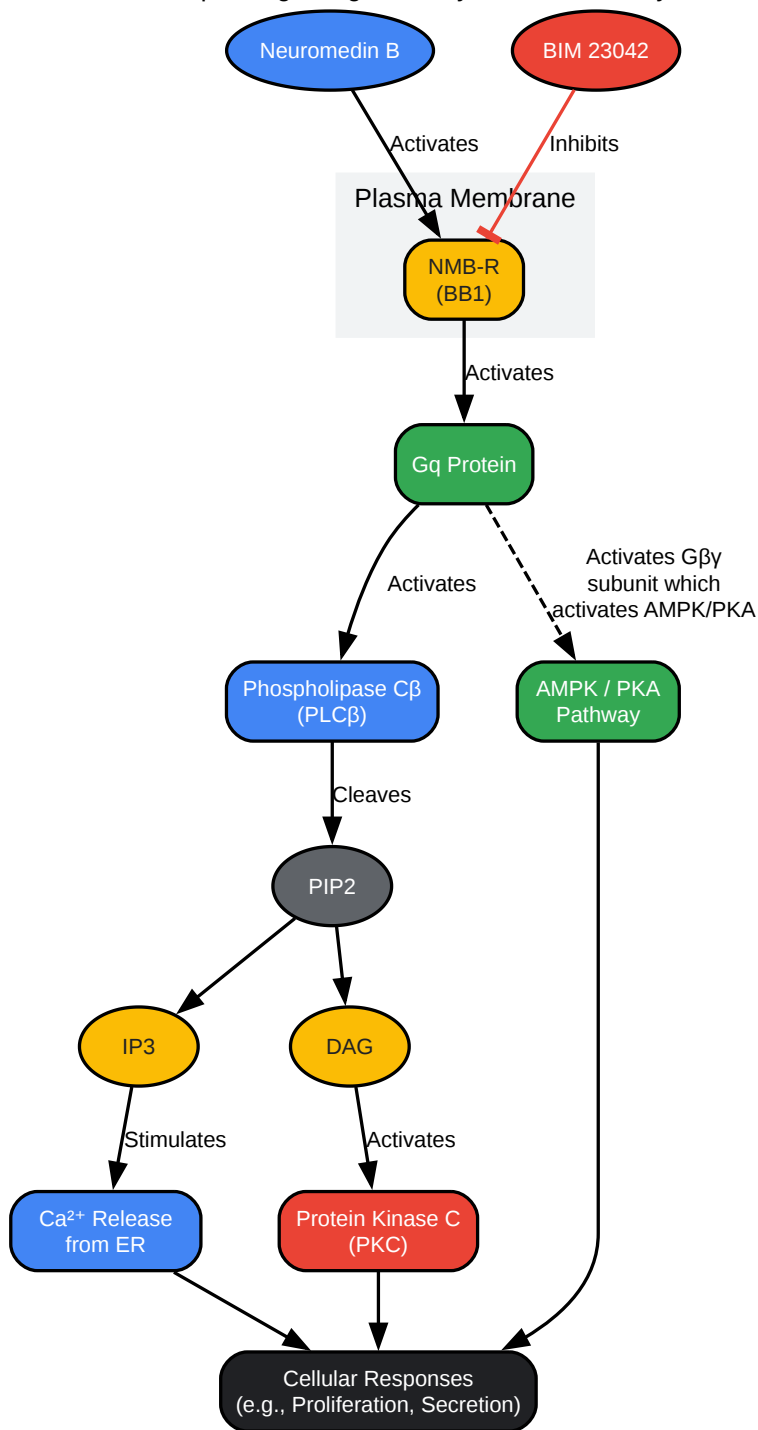 Neuromedin B
BIM 23042
Activates
Inhibits
Plasma Membrane
NMB-R
(BB1)
Activates
Gq Protein
Activates
Activates Gβγ
subunit which
activates AMPK/PKA
Phospholipase Cβ
(PLCβ)
AMPK / PKA
Pathway
Cleaves
PIP2
IP3
DAG
Stimulates
Activates
Ca²⁺ Release
from ER
Protein Kinase C
(PKC)
Cellular Responses
(e.g., Proliferation, Secretion)